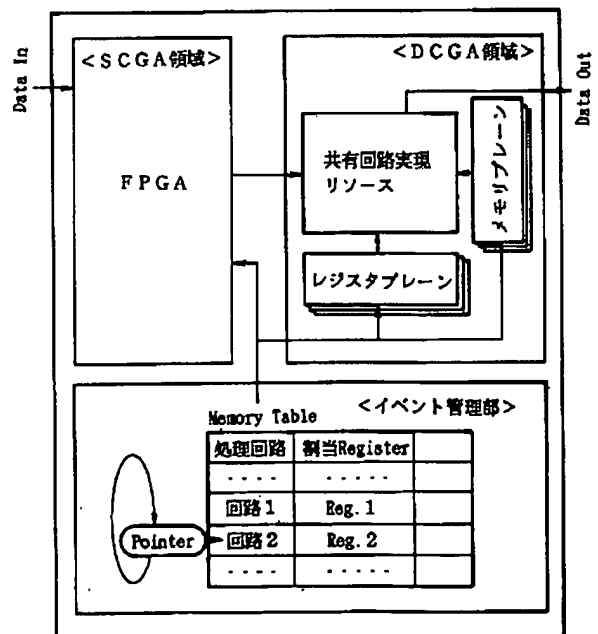 Data In
<SCGA領域>
FPGA
<DCGA領域>
Data Out
共有回路実現
リソース
メモリプレーン
レジスタプレーン
<イベント管理部>
Memory Table
処理回路 割当Register
.... .....
回路1 Reg.1
回路2 Reg.2
.... .....
Pointer